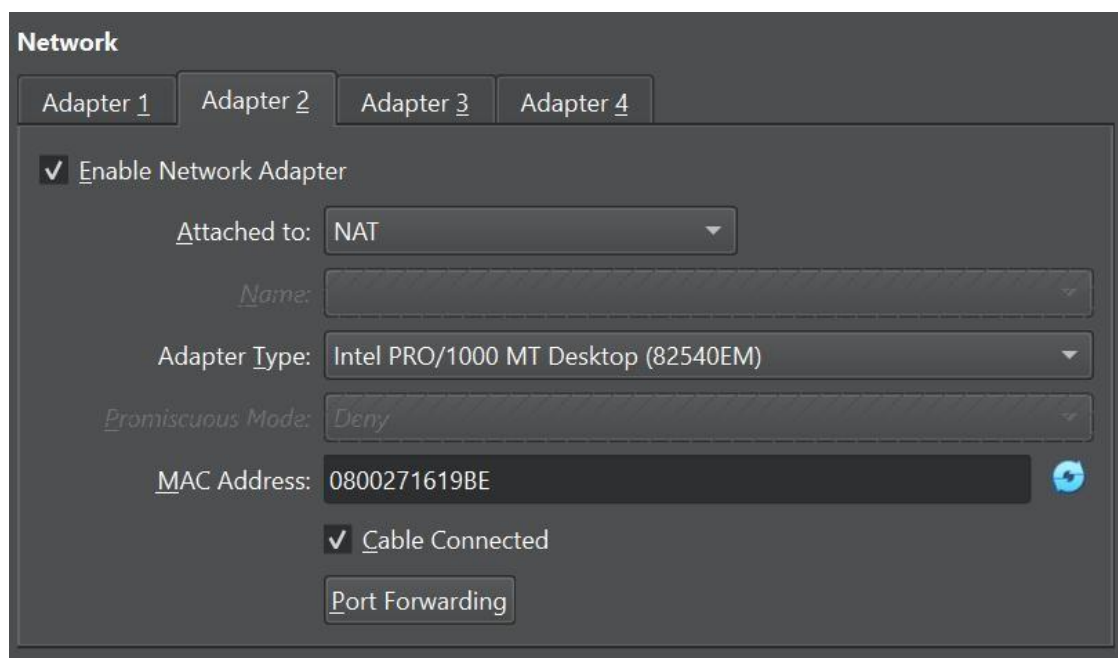 Network
Adapter 1 Adapter 2 Adapter 3 Adapter 4
Enable Network Adapter
Attached to: NAT
Name:
Adapter Type: Intel PRO/1000 MT Desktop (82540EM)
Promiscuous Mode: Deny
MAC Address: 0800271619BE
Cable Connected
Port Forwarding